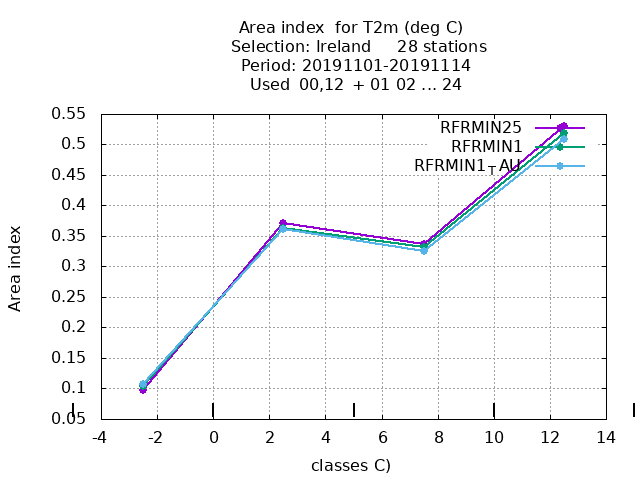 Area index  for T2m (deg C)
Selection: Ireland     28 stations
Period: 20191101-20191114
Used  00,12  + 01 02 ... 24
0.55
0.5
0.45
0.4
0.35
0.3
0.25
0.2
0.15
0.1
0.05
Area index
RFRMIN25
RFRMIN1
RFRMIN1TAU
-4 -2 0 2 4 6 8 10 12 14
classes C)